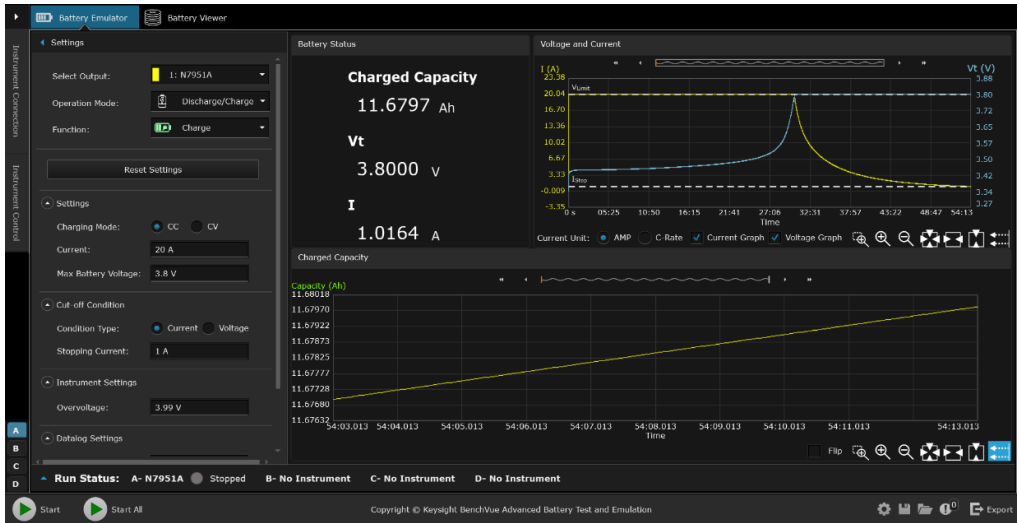 Battery Emulator
Battery Viewer
Instrument Connection
Instrument Control
Settings
Select Output: 1: N7951A
Operation Mode: Discharge/Charge
Function: Charge
Reset Settings
Settings
Charging Mode: CC CV
Current: 20 A
Max Battery Voltage: 3.8 V
Cut-off Condition
Condition Type: Current Voltage
Stopping Current: 1 A
Instrument Settings
Overvoltage: 3.99 V
Datalog Settings
Battery Status
Charged Capacity
11.6797 Ah
Vt
3.8000 V
I
1.0164 A
Voltage and Current
I (A)
Vt (V)
23.38
20.04
16.70
13.36
10.02
6.67
3.33
-0.009
-3.35
VLimit
IStop
3.88
3.80
3.72
3.65
3.57
3.50
3.42
3.34
3.27
0 s 05:25 10:50 16:15 21:41 27:06 32:31 37:57 43:22 48:47 54:13
Time
Current Unit: AMP C-Rate Current Graph Voltage Graph
Charged Capacity
Capacity (Ah)
11.68018
11.67970
11.67922
11.67873
11.67825
11.67777
11.67728
11.67680
11.67632
54:03.013 54:04.013 54:05.013 54:06.013 54:07.013 54:08.013 54:09.013 54:10.013 54:11.013 54:13.013
Time
Flip
A
B
C
D
Run Status: A- N7951A Stopped B- No Instrument C- No Instrument D- No Instrument
Start Start All Copyright © Keysight BenchVue Advanced Battery Test and Emulation 0 Export